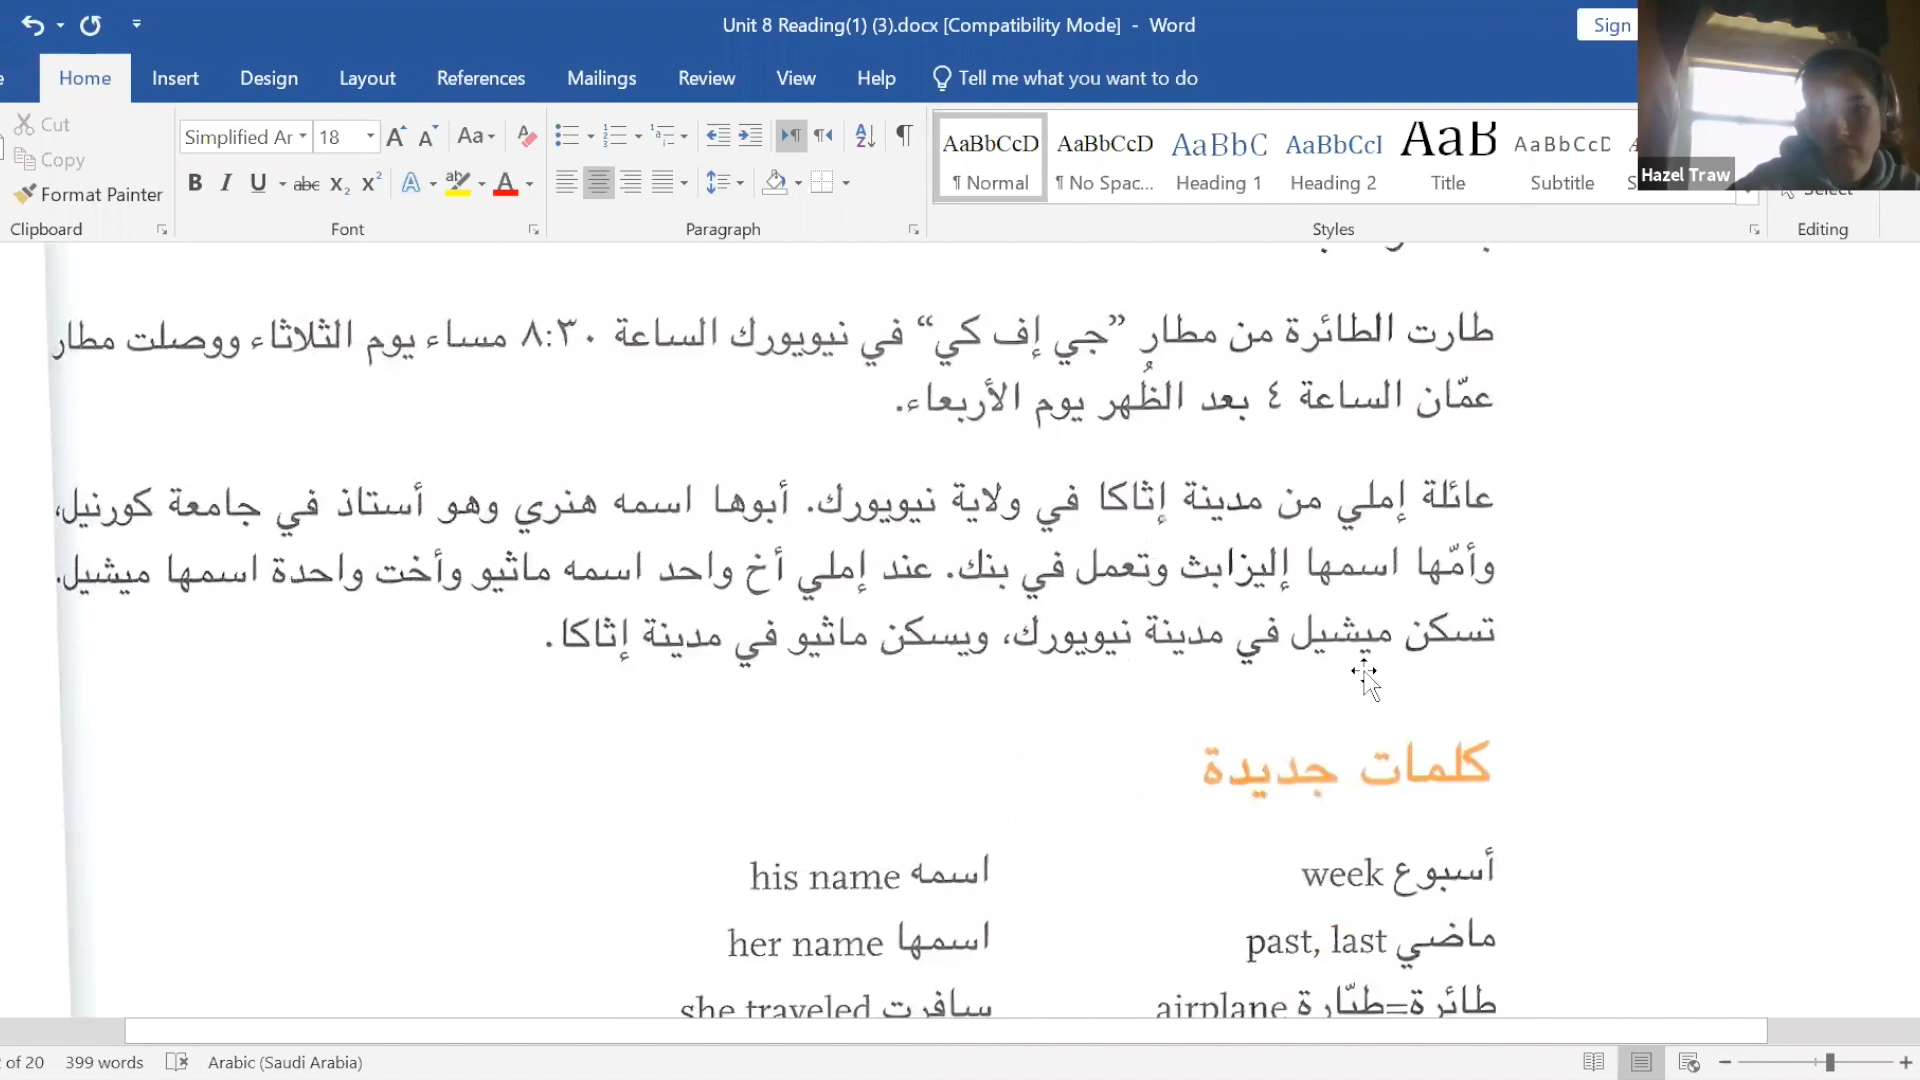 Unit 8 Reading(1) (3).docx [Compatibility Mode] - Word
Sign
Home Insert Design Layout References Mailings Review View Help Tell me what you want to do
Cut
Copy
Format Painter
Clipboard
Simplified Ar 18
Font
Paragraph
AaBbCcD AaBbCcD AaBbC AaBbCcI AaB AaBbCcD
¶ Normal ¶ No Spac... Heading 1 Heading 2 Title Subtitle
Styles
Select
Editing
Hazel Traw
طارت الطائرة من مطار ”جي إف كي“ في نيويورك الساعة ٨:٣٠ مساء يوم الثلاثاء ووصلت مطار
عمّان الساعة ٤ بعد الظُهر يوم الأربعاء.
عائلة إملي من مدينة إثاكا في ولاية نيويورك. أبوها اسمه هنري وهو أستاذ في جامعة كورنيل،
وأمّها اسمها إليزابث وتعمل في بنك. عند إملي أخ واحد اسمه ماثيو وأخت واحدة اسمها ميشيل.
تسكن ميشيل في مدينة نيويورك، ويسكن ماثيو في مدينة إثاكا.
كلمات جديدة
أسبوع week
اسمه his name
ماضي past, last
اسمها her name
طائرة=طيّارة airplane
سافرت she traveled
of 20 399 words Arabic (Saudi Arabia)